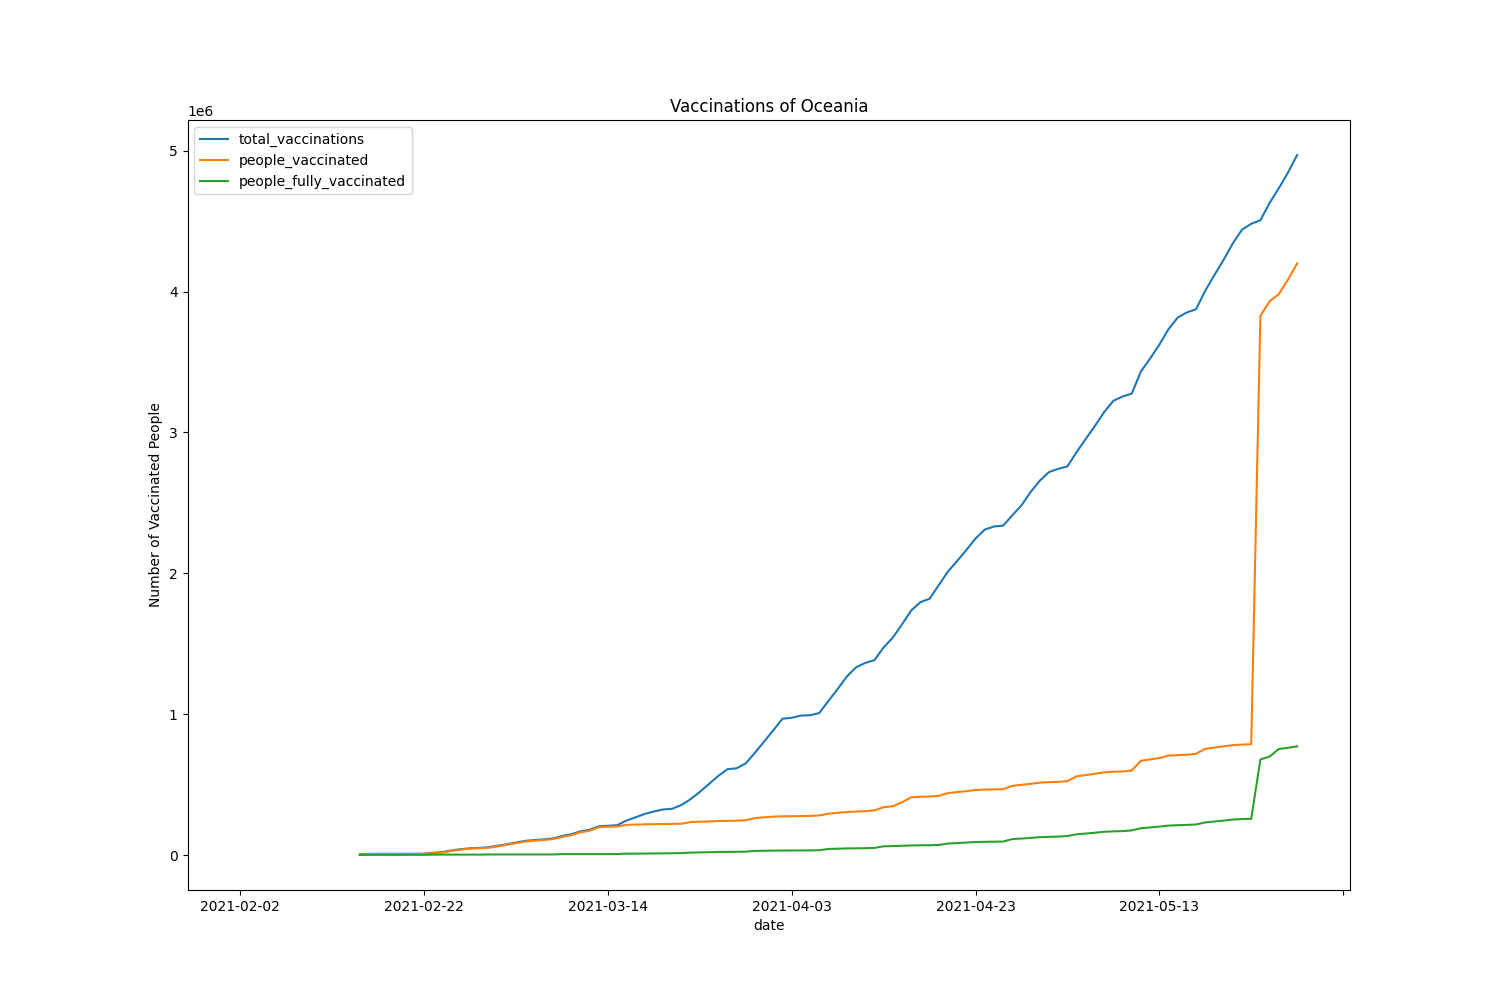 Vaccinations of Oceania
1e6
total_vaccinations
people_vaccinated
people_fully_vaccinated
5
4
3
2
1
0
Number of Vaccinated People
2021-02-02 2021-02-22 2021-03-14 2021-04-03 2021-04-23 2021-05-13
date